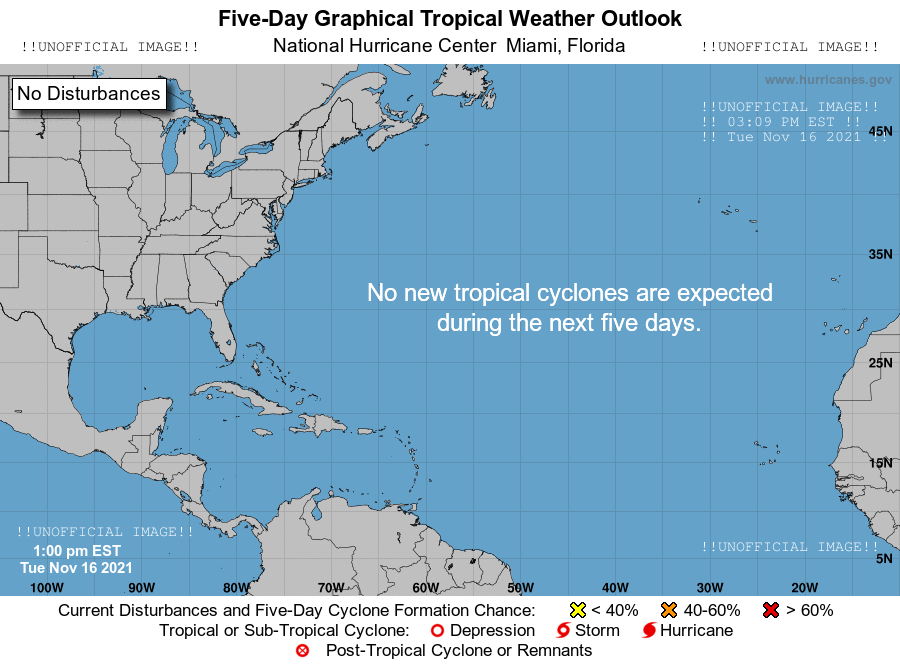 Five-Day Graphical Tropical Weather Outlook
!!UNOFFICIAL IMAGE!!
National Hurricane Center  Miami, Florida
!!UNOFFICIAL IMAGE!!
No Disturbances
www.hurricanes.gov
!!UNOFFICIAL IMAGE!!
!! 03:09 PM EST !!
!! Tue Nov 16 2021 !!
45N
35N
No new tropical cyclones are expected
during the next five days.
25N
15N
!!UNOFFICIAL IMAGE!!
1:00 pm EST
Tue Nov 16 2021
!!UNOFFICIAL IMAGE!!
5N
100W 90W 80W 70W 60W 50W 40W 30W 20W
Current Disturbances and Five-Day Cyclone Formation Chance: < 40% 40-60% > 60%
Tropical or Sub-Tropical Cyclone: Depression Storm Hurricane
Post-Tropical Cyclone or Remnants